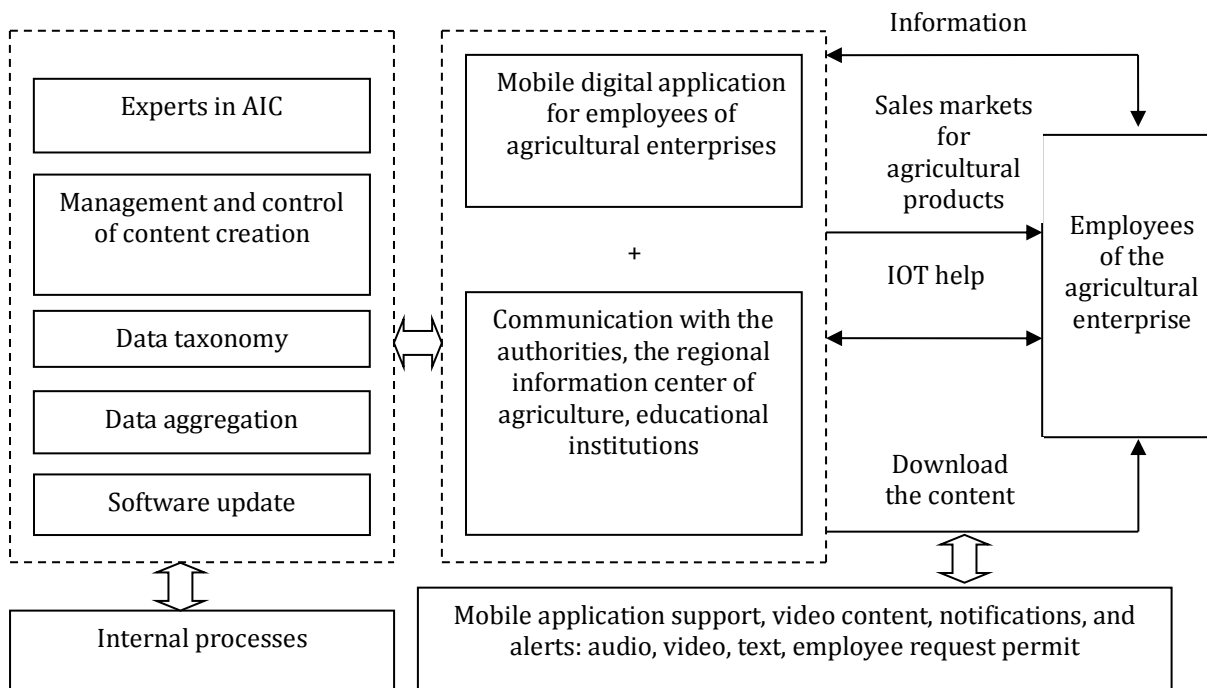 Experts in AIC
Management and control
of content creation
Data taxonomy
Data aggregation
Software update
Internal processes
Mobile digital application
for employees of
agricultural enterprises
+
Communication with the
authorities, the regional
information center of
agriculture, educational
institutions
Information
Sales markets
for
agricultural
products
IOT help
Download
the content
Employees
of the
agricultural
enterprise
Mobile application support, video content, notifications, and
alerts: audio, video, text, employee request permit